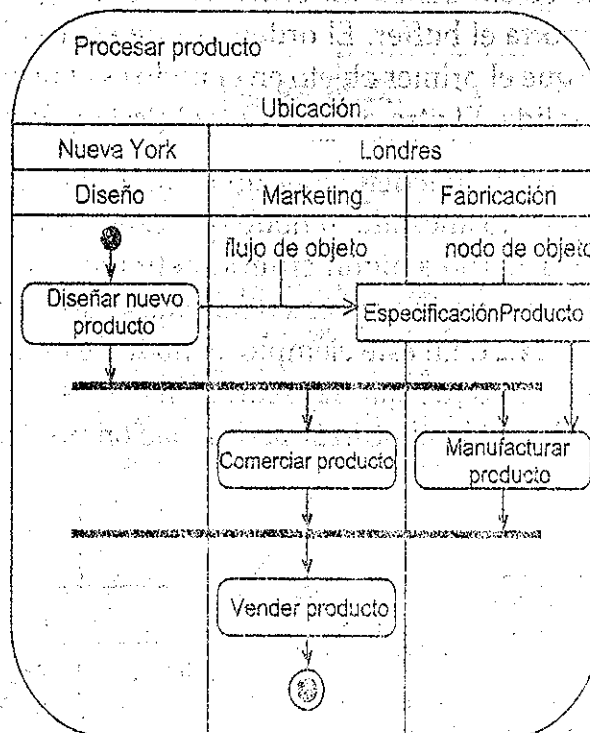 Procesar producto
Ubicación
Nueva York
Londres
Diseño
Marketing
Fabricación
flujo de objeto
nodo de objeto
Diseñar nuevo
producto
EspecificaciónProducto
Comerciar producto
Manufacturar
producto
Vender producto